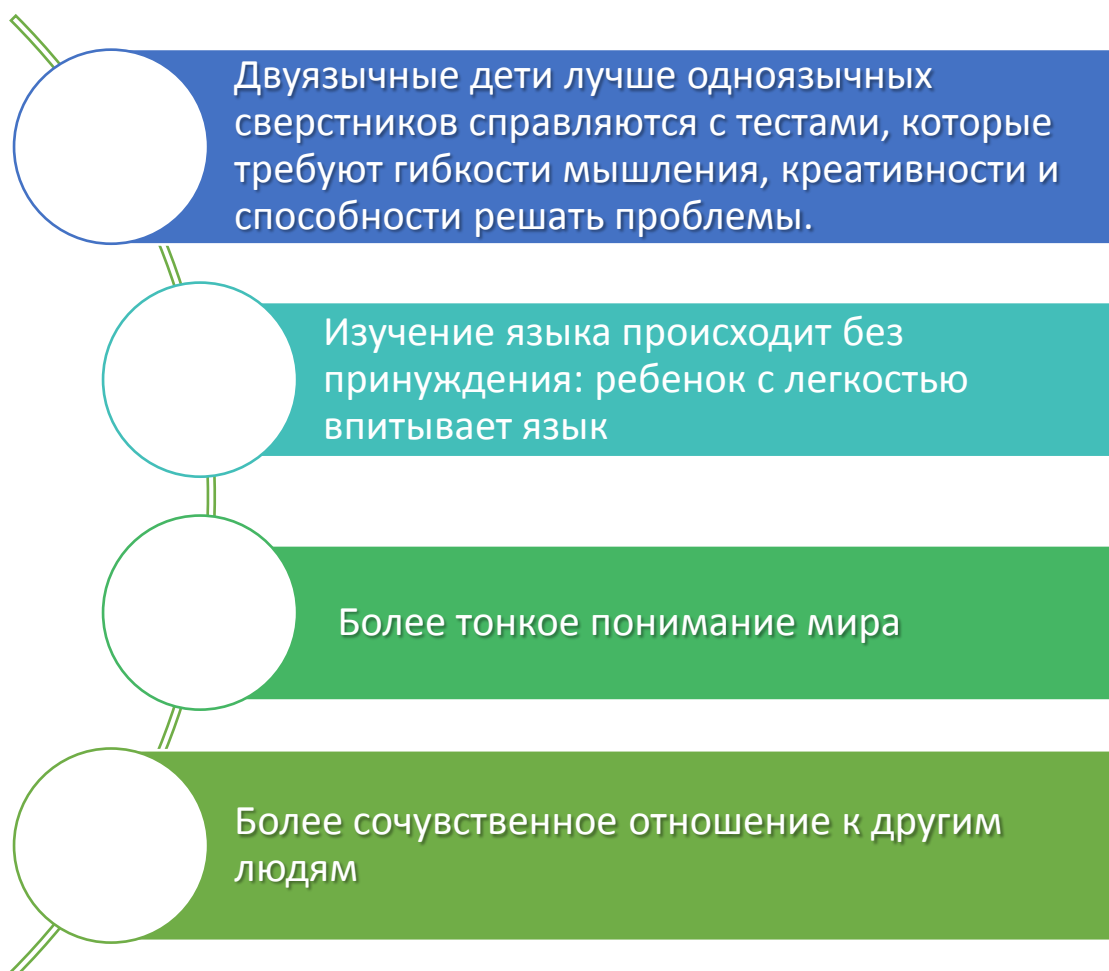 Двуязычные дети лучше одноязычных
сверстников справляются с тестами, которые
требуют гибкости мышления, креативности и
способности решать проблемы.
Изучение языка происходит без
принуждения: ребенок с легкостью
впитывает язык
Более тонкое понимание мира
Более сочувственное отношение к другим
людям